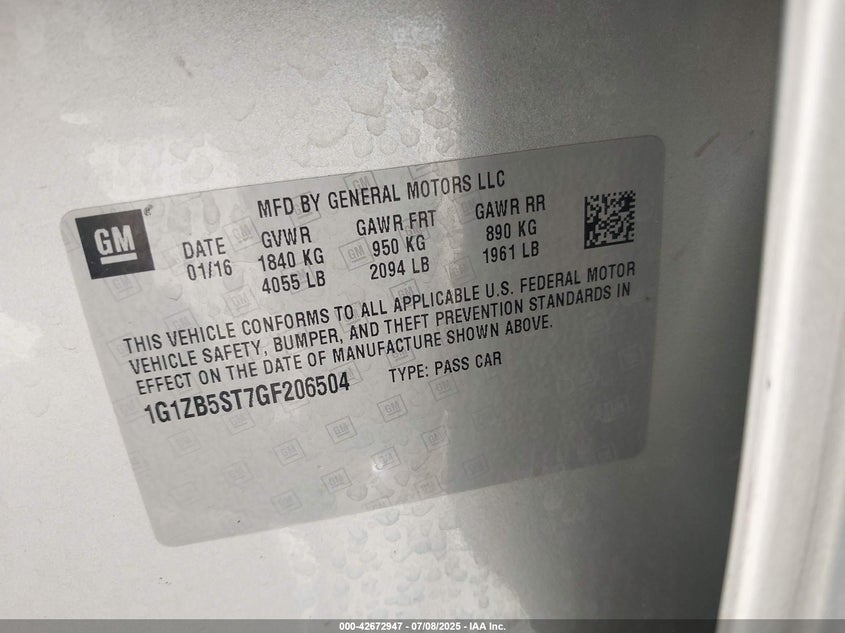 MFD BY GENERAL MOTORS LLC
GM
DATE GVWR GAWR FRT GAWR RR
01/16 1840 KG 950 KG 890 KG
4055 LB 2094 LB 1961 LB
THIS VEHICLE CONFORMS TO ALL APPLICABLE U.S. FEDERAL MOTOR
VEHICLE SAFETY, BUMPER, AND THEFT PREVENTION STANDARDS IN
EFFECT ON THE DATE OF MANUFACTURE SHOWN ABOVE.
1G1ZB5ST7GF206504 TYPE: PASS CAR
000-42672947 - 07/08/2025 - IAA Inc.